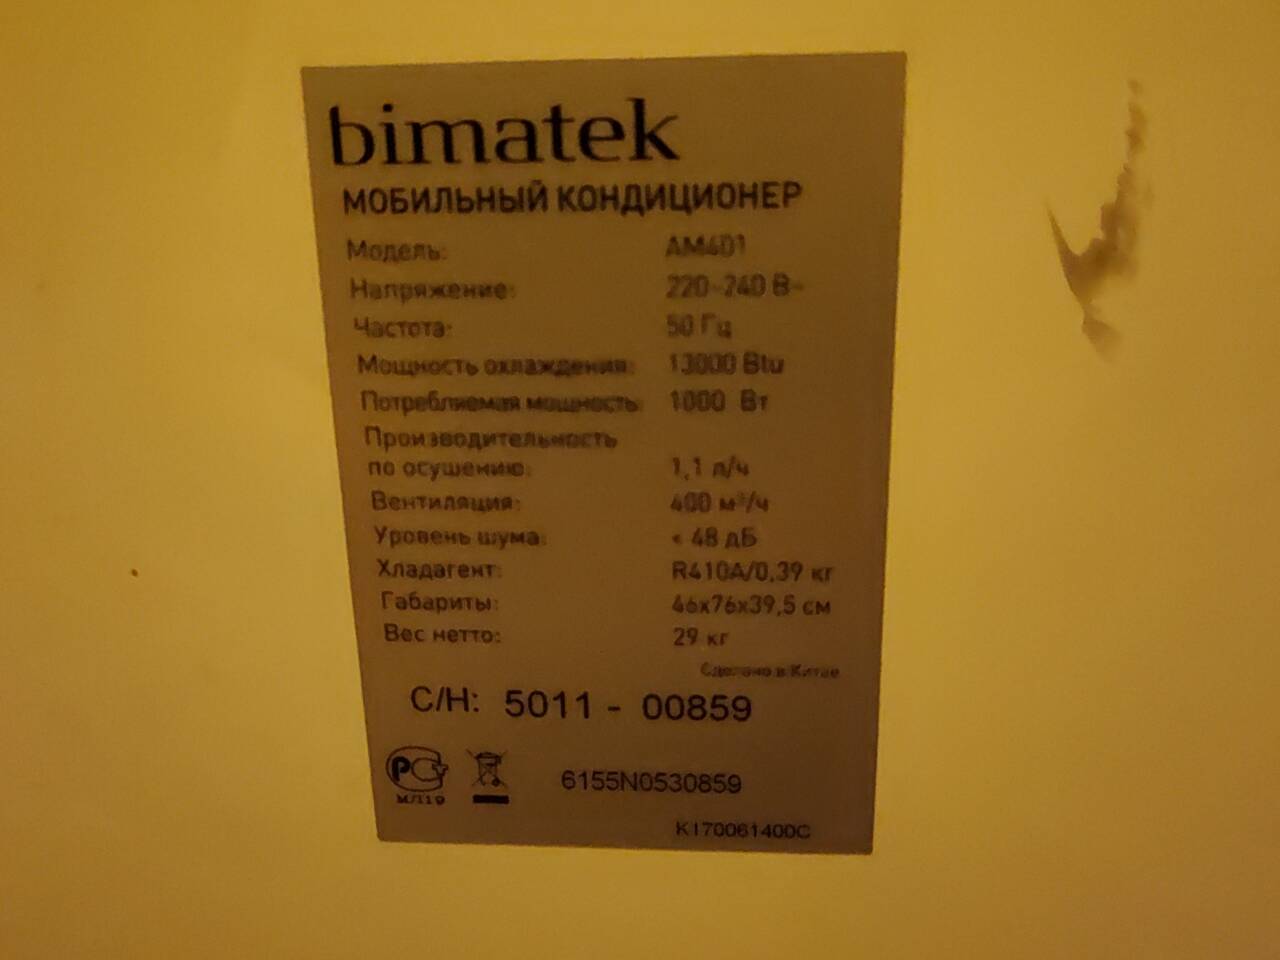 bimatek
МОБИЛЬНЫЙ КОНДИЦИОНЕР
Модель: AM401
Напряжение: 220-240 В~
Частота: 50 Гц
Мощность охлаждения: 13000 Btu
Потребляемая мощность: 1000 Вт
Производительность
по осушению: 1,1 л/ч
Вентиляция: 400 м³/ч
Уровень шума: < 48 дБ
Хладагент: R410A/0,39 кг
Габариты: 46x76x39,5 см
Вес нетто: 29 кг
Сделано в Китае
С/Н: 5011 - 00859
РСТ
МЛ19
6155N0530859
K170061400C